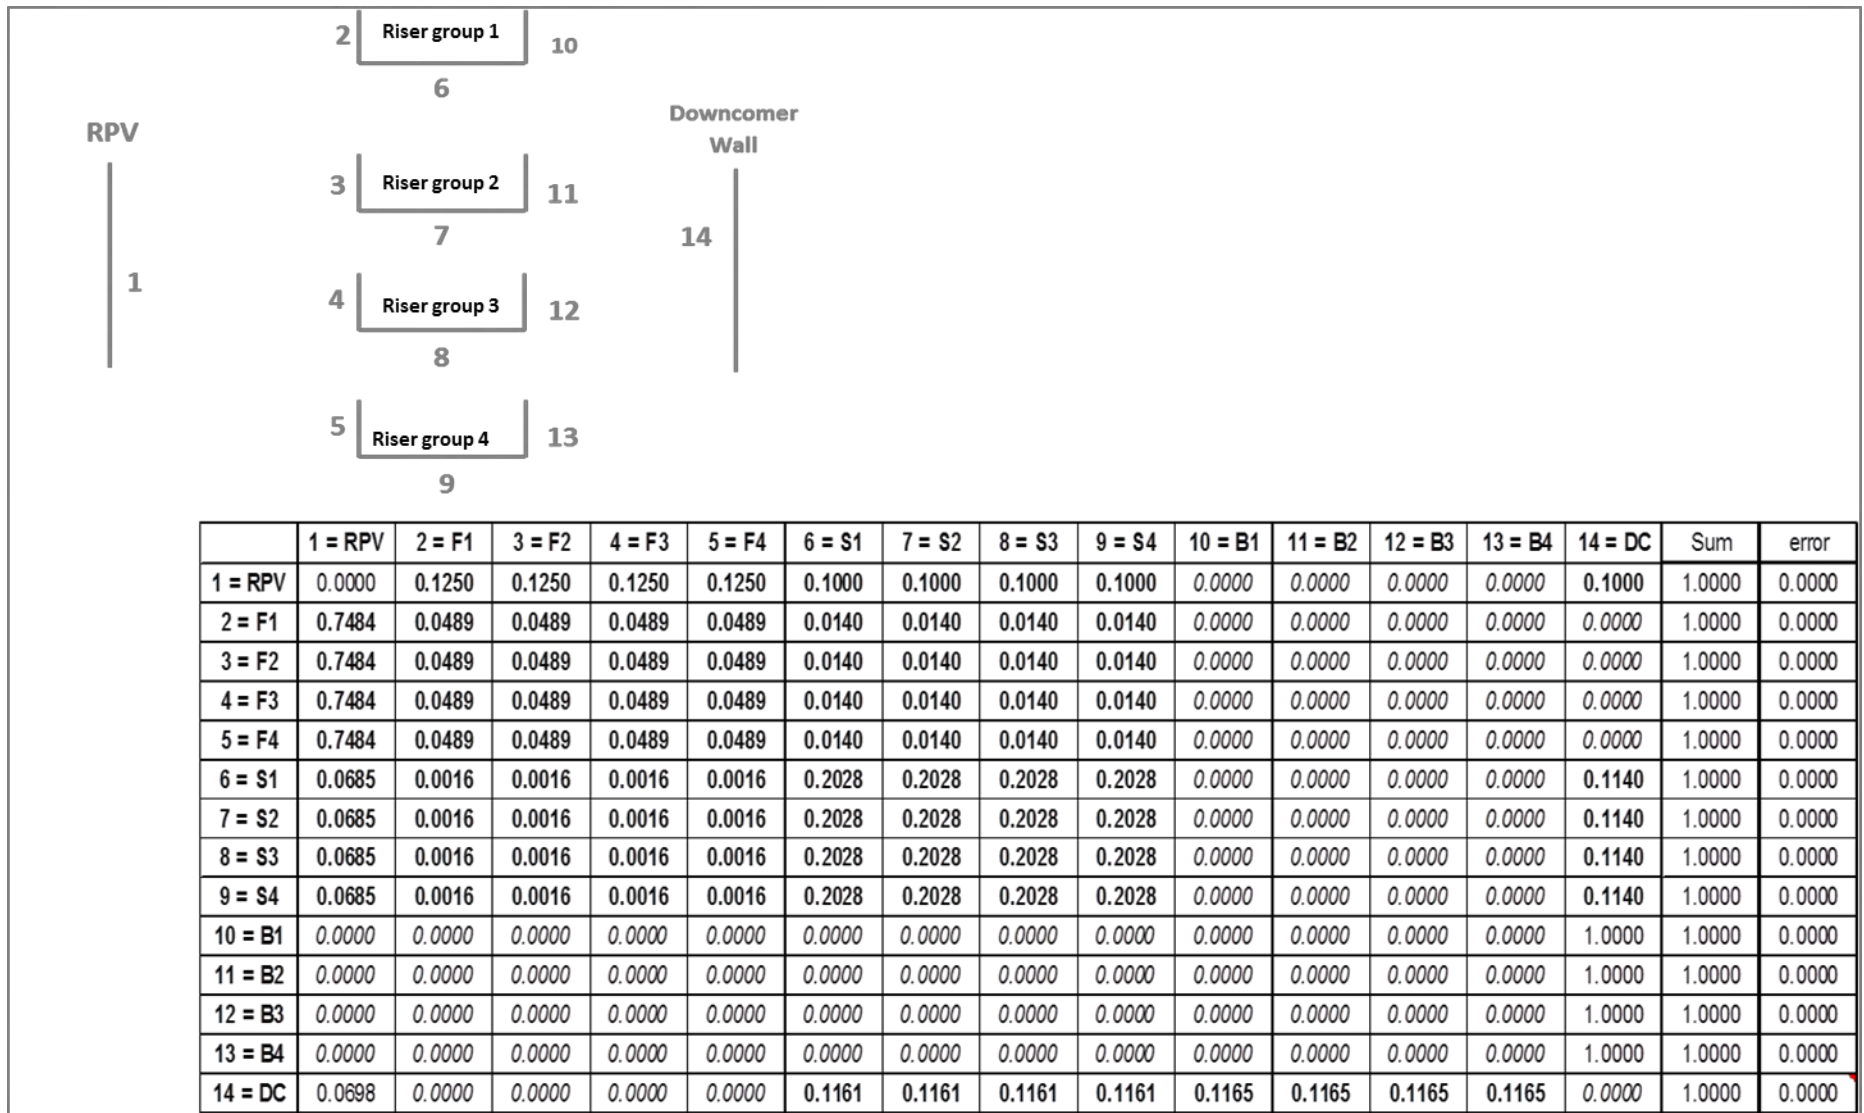 2 Riser group 1 10
6
Downcomer
RPV Wall
3 Riser group 2 11
7 14
1
4 Riser group 3 12
8
5 Riser group 4 13
9
1 = RPV 2 = F1 3 = F2 4 = F3 5 = F4 6 = S1 7 = S2 8 = S3 9 = S4 10 = B1 11 = B2 12 = B3 13 = B4 14 = DC Sum error
1 = RPV 0.0000 0.1250 0.1250 0.1250 0.1250 0.1000 0.1000 0.1000 0.1000 0.0000 0.0000 0.0000 0.0000 0.1000 1.0000 0.0000
2 = F1 0.7484 0.0489 0.0489 0.0489 0.0489 0.0140 0.0140 0.0140 0.0140 0.0000 0.0000 0.0000 0.0000 0.0000 1.0000 0.0000
3 = F2 0.7484 0.0489 0.0489 0.0489 0.0489 0.0140 0.0140 0.0140 0.0140 0.0000 0.0000 0.0000 0.0000 0.0000 1.0000 0.0000
4 = F3 0.7484 0.0489 0.0489 0.0489 0.0489 0.0140 0.0140 0.0140 0.0140 0.0000 0.0000 0.0000 0.0000 0.0000 1.0000 0.0000
5 = F4 0.7484 0.0489 0.0489 0.0489 0.0489 0.0140 0.0140 0.0140 0.0140 0.0000 0.0000 0.0000 0.0000 0.0000 1.0000 0.0000
6 = S1 0.0685 0.0016 0.0016 0.0016 0.0016 0.2028 0.2028 0.2028 0.2028 0.0000 0.0000 0.0000 0.0000 0.1140 1.0000 0.0000
7 = S2 0.0685 0.0016 0.0016 0.0016 0.0016 0.2028 0.2028 0.2028 0.2028 0.0000 0.0000 0.0000 0.0000 0.1140 1.0000 0.0000
8 = S3 0.0685 0.0016 0.0016 0.0016 0.0016 0.2028 0.2028 0.2028 0.2028 0.0000 0.0000 0.0000 0.0000 0.1140 1.0000 0.0000
9 = S4 0.0685 0.0016 0.0016 0.0016 0.0016 0.2028 0.2028 0.2028 0.2028 0.0000 0.0000 0.0000 0.0000 0.1140 1.0000 0.0000
10 = B1 0.0000 0.0000 0.0000 0.0000 0.0000 0.0000 0.0000 0.0000 0.0000 0.0000 0.0000 0.0000 0.0000 1.0000 1.0000 0.0000
11 = B2 0.0000 0.0000 0.0000 0.0000 0.0000 0.0000 0.0000 0.0000 0.0000 0.0000 0.0000 0.0000 0.0000 1.0000 1.0000 0.0000
12 = B3 0.0000 0.0000 0.0000 0.0000 0.0000 0.0000 0.0000 0.0000 0.0000 0.0000 0.0000 0.0000 0.0000 1.0000 1.0000 0.0000
13 = B4 0.0000 0.0000 0.0000 0.0000 0.0000 0.0000 0.0000 0.0000 0.0000 0.0000 0.0000 0.0000 0.0000 1.0000 1.0000 0.0000
14 = DC 0.0698 0.0000 0.0000 0.0000 0.0000 0.1161 0.1161 0.1161 0.1161 0.1165 0.1165 0.1165 0.1165 0.0000 1.0000 0.0000